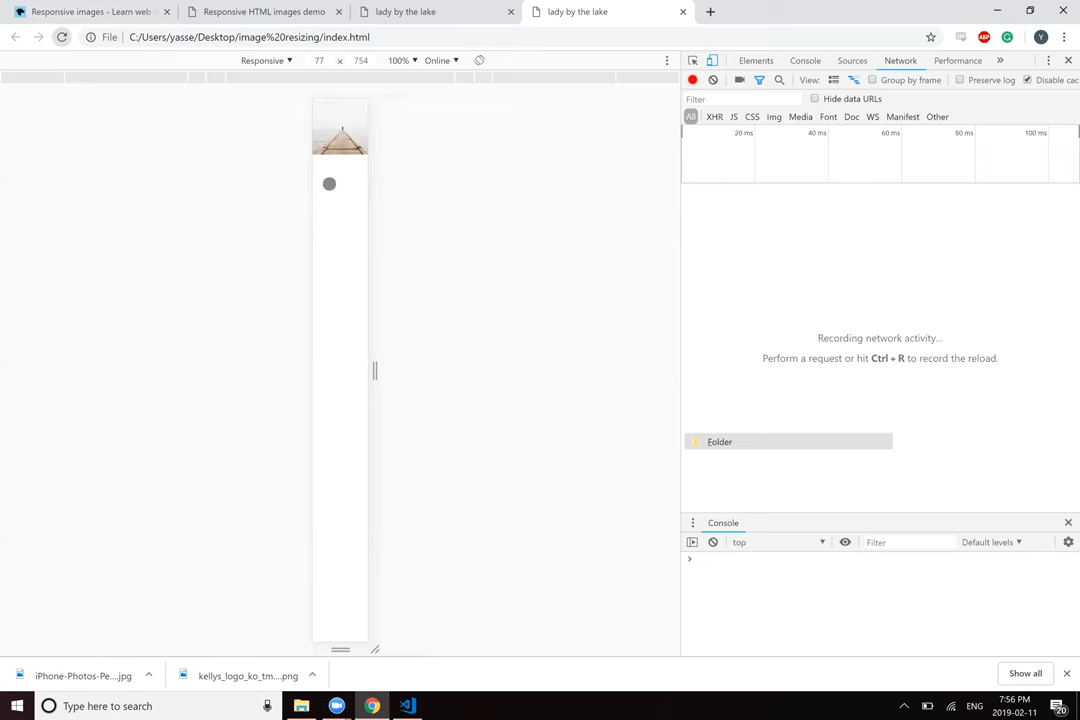 Responsive images - Learn web
Responsive HTML images demo
lady by the lake
lady by the lake
File
C:/Users/yasse/Desktop/image%20resizing/index.html
Y
Responsive ▼ 77 × 754 100% ▼ Online ▼
Elements Console Sources Network Performance »
View: Group by frame Preserve log Disable cac
Filter Hide data URLs
All XHR JS CSS Img Media Font Doc WS Manifest Other
20 ms 40 ms 60 ms 80 ms 100 ms
Recording network activity...
Perform a request or hit Ctrl + R to record the reload.
Folder
Console
top ▼ Filter Default levels ▼
iPhone-Photos-Pe....jpg
kellys_logo_ko_tm....png
Show all
Type here to search
ENG
7:56 PM
2019-02-11
20